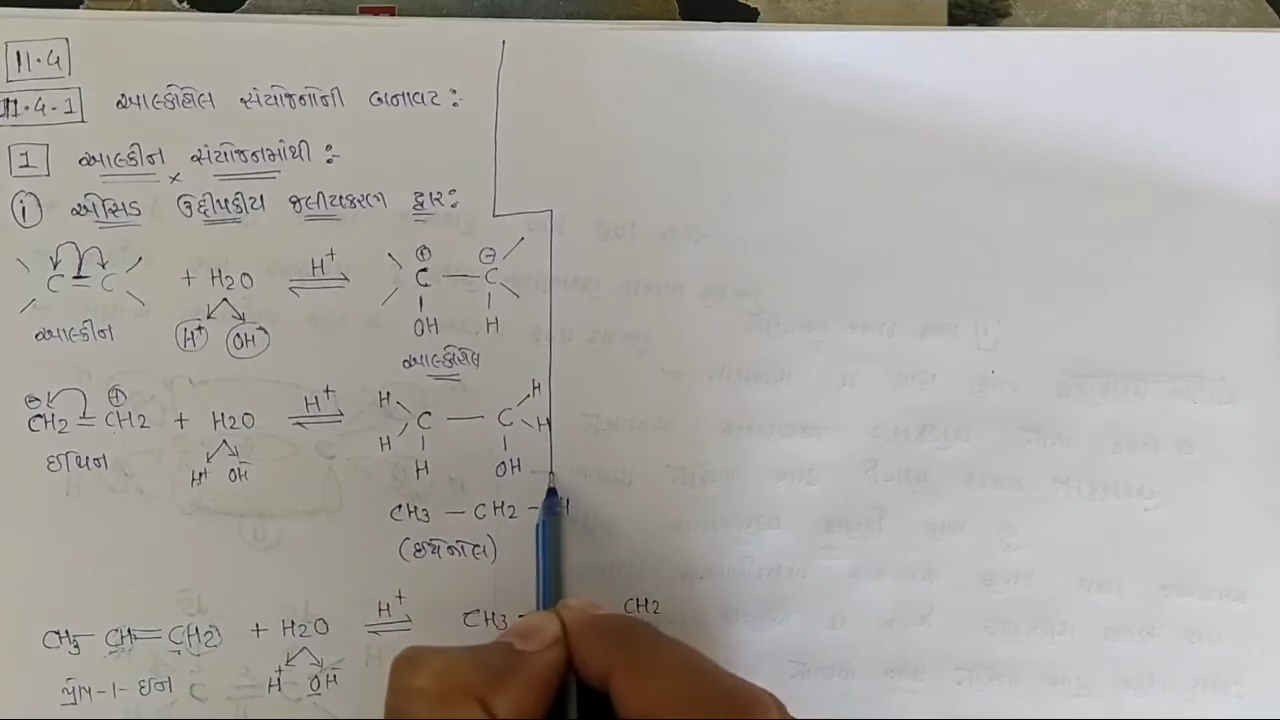 11.4
11.4.1 આલ્કોહોલ સંયોજનોની બનાવટ :-
1 આલ્કીન સંયોજનમાંથી :-
i એસિડ ઉદ્દીપકીય જલીયકરણ દ્વારા :
C = C + H2O ⇌ H+ C — C
OH H
આલ્કીન H+ OH- આલ્કોહોલ
CH2 = CH2 + H2O ⇌ H+ H H C — C H H
H+ OH- H OH
ઇથિન
CH3 — CH2 — H
(ઇથેનોલ)
CH3 — CH = CH2 + H2O ⇌ H+ CH3 — CH2
H+ OH-
પ્રોપ-1-ઇન